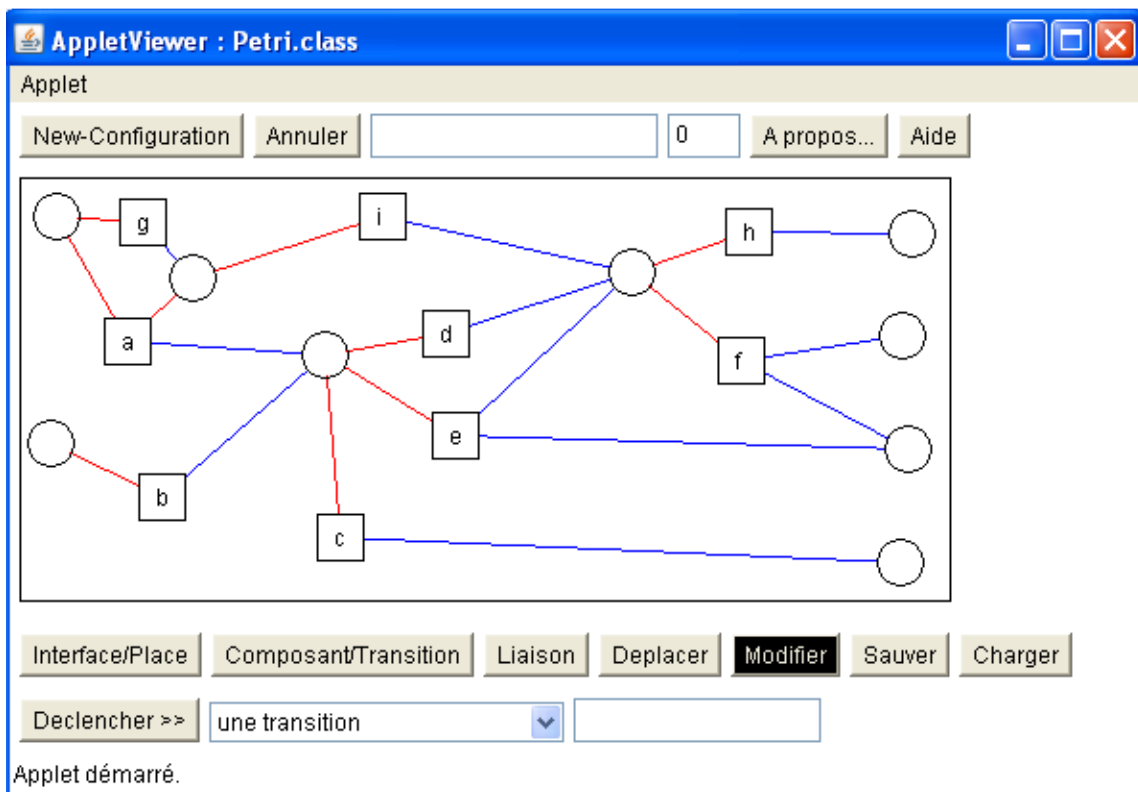 AppletViewer : Petri.class
Applet
New-Configuration Annuler 0 A propos... Aide
g i h
a d f
e
b
c
Interface/Place Composant/Transition Liaison Deplacer Modifier Sauver Charger
Declencher >> une transition
Applet démarré.